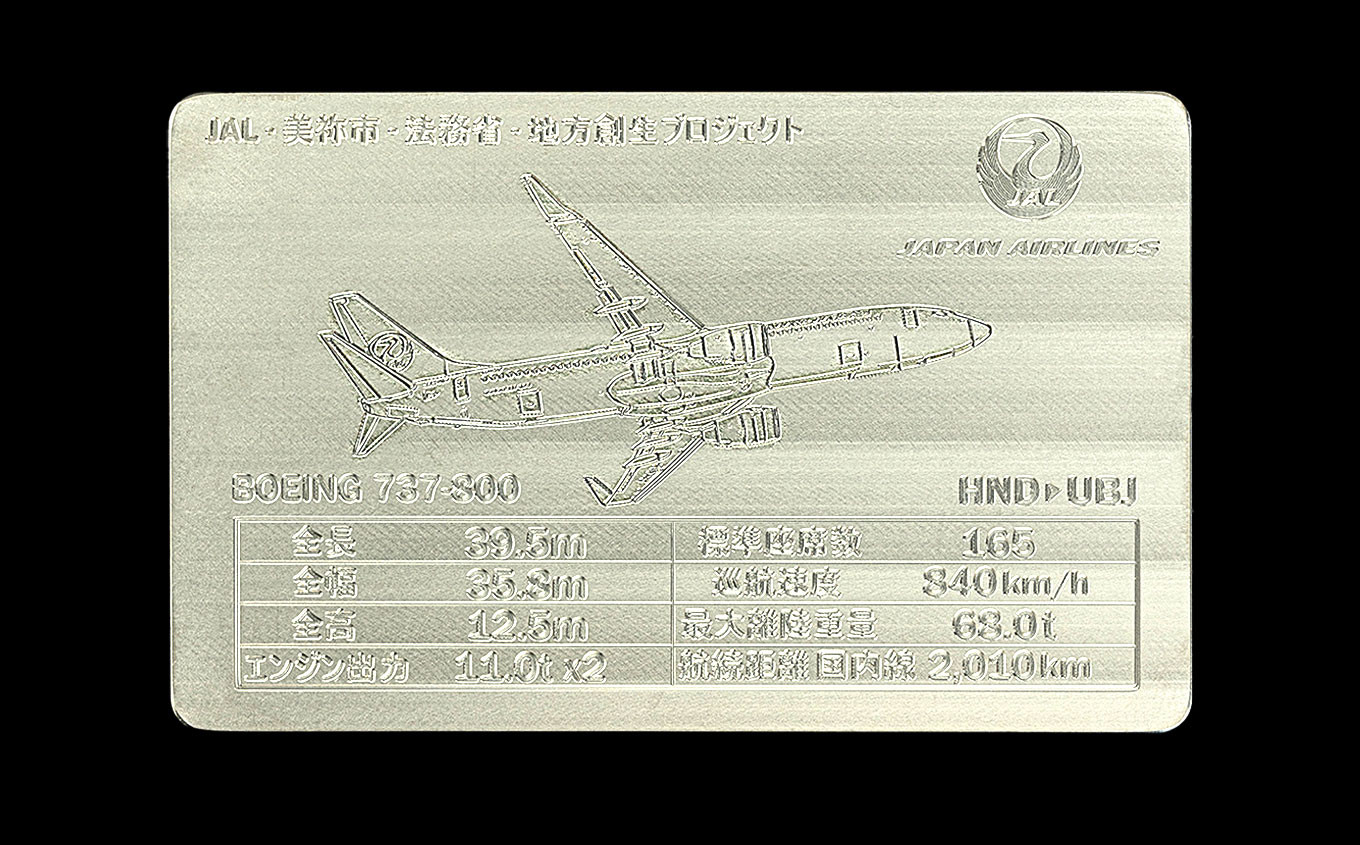 JAL・美祢市・法務省・地方創生プロジェクト
JAL
JAPAN AIRLINES
BOEING 737-800
HND▶UBJ
全長 39.5m 標準座席数 165
全幅 35.8m 巡航速度 840km/h
全高 12.5m 最大離陸重量 68.0t
エンジン出力 11.0t x2 航続距離 国内線 2,010km